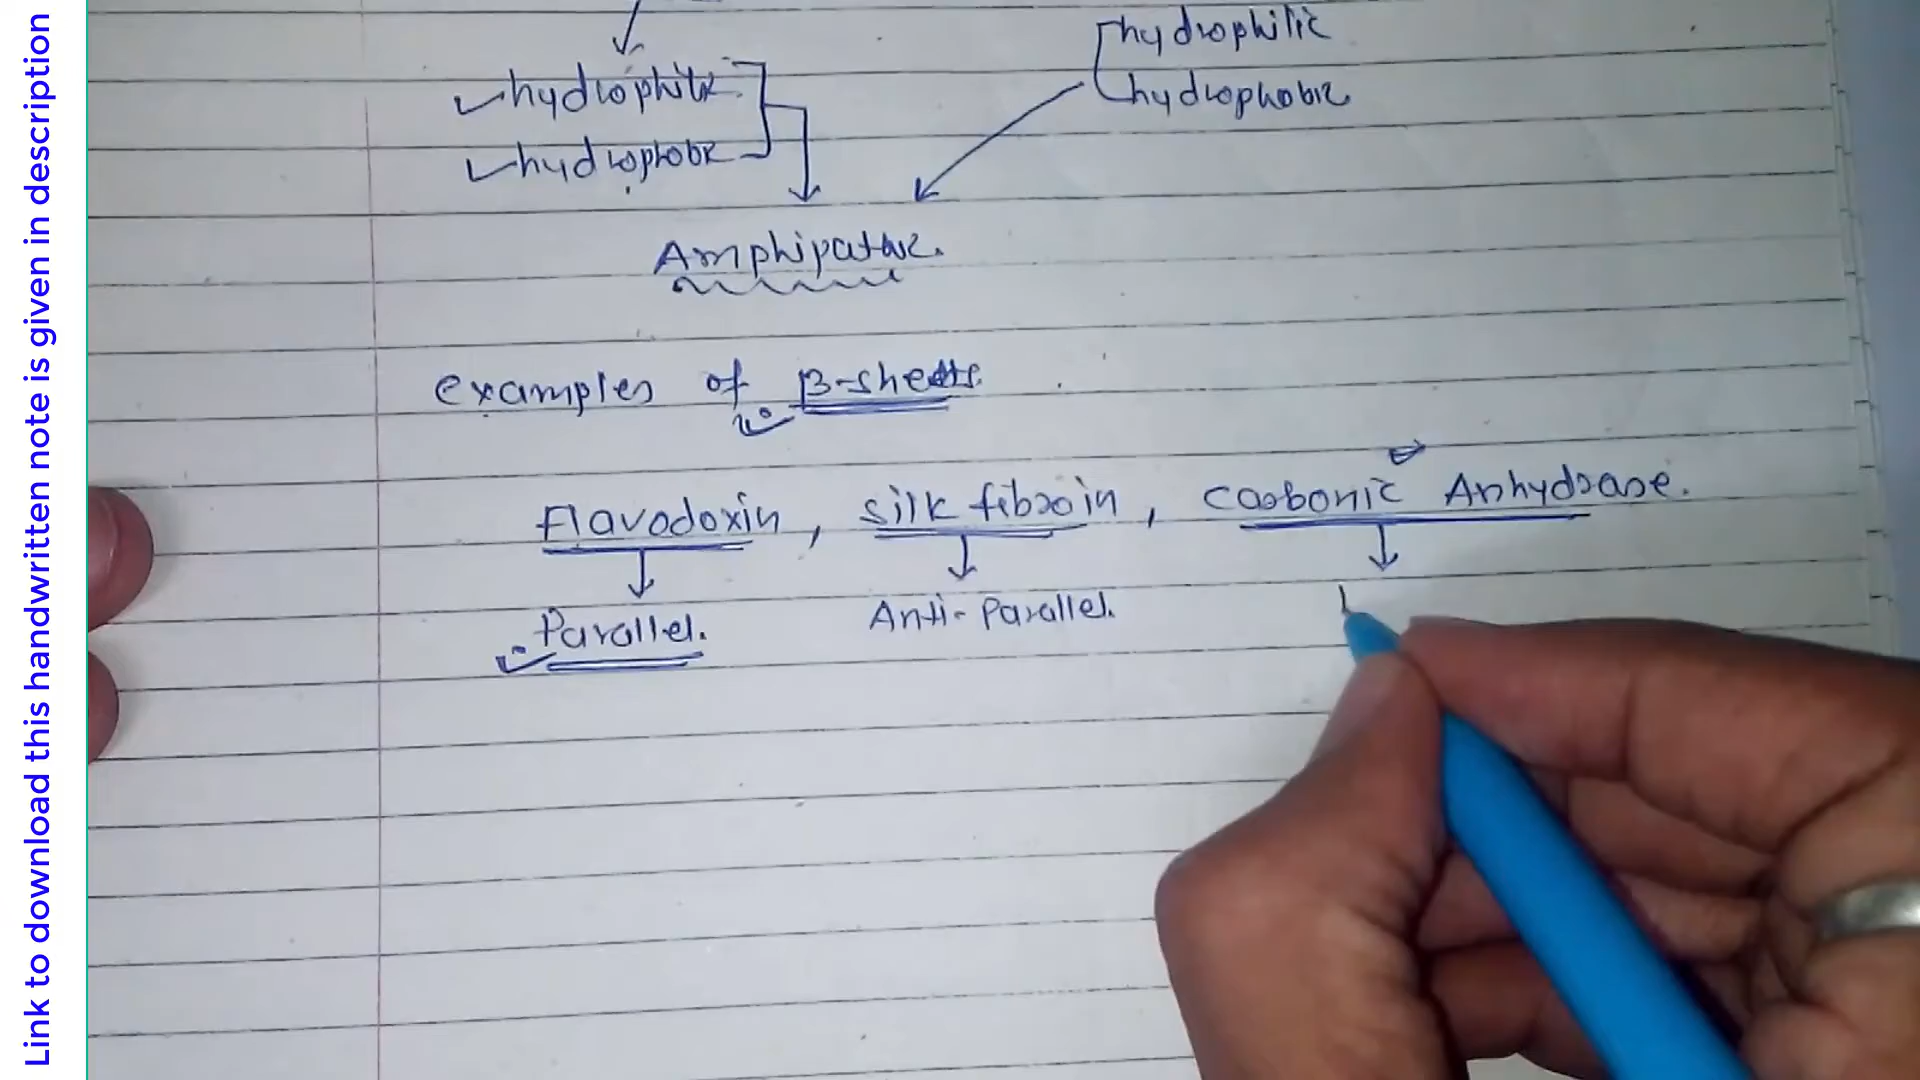 Link to download this handwritten note is given in description
hydrophilic
hydrophobic
hydrophilic
hydrophobic
Amphipathic.
examples of β-sheets.
flavodoxin, silk fibroin, carbonic Anhydrase.
Parallel.
Anti-Parallel.